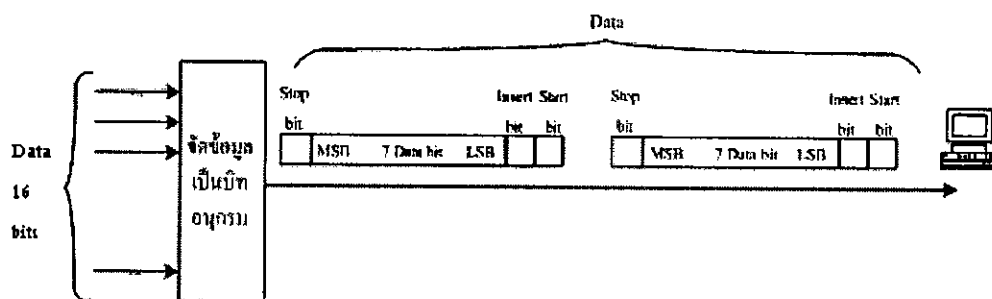 Data
Stop
Insert Start
Stop
Insert Start
bit
bit
bit
bit
bit
bit
MSB 7 Data bit LSB
MSB 7 Data bit LSB
Data
16
bits
จัดข้อมูล
เป็นบิท
อนุกรม